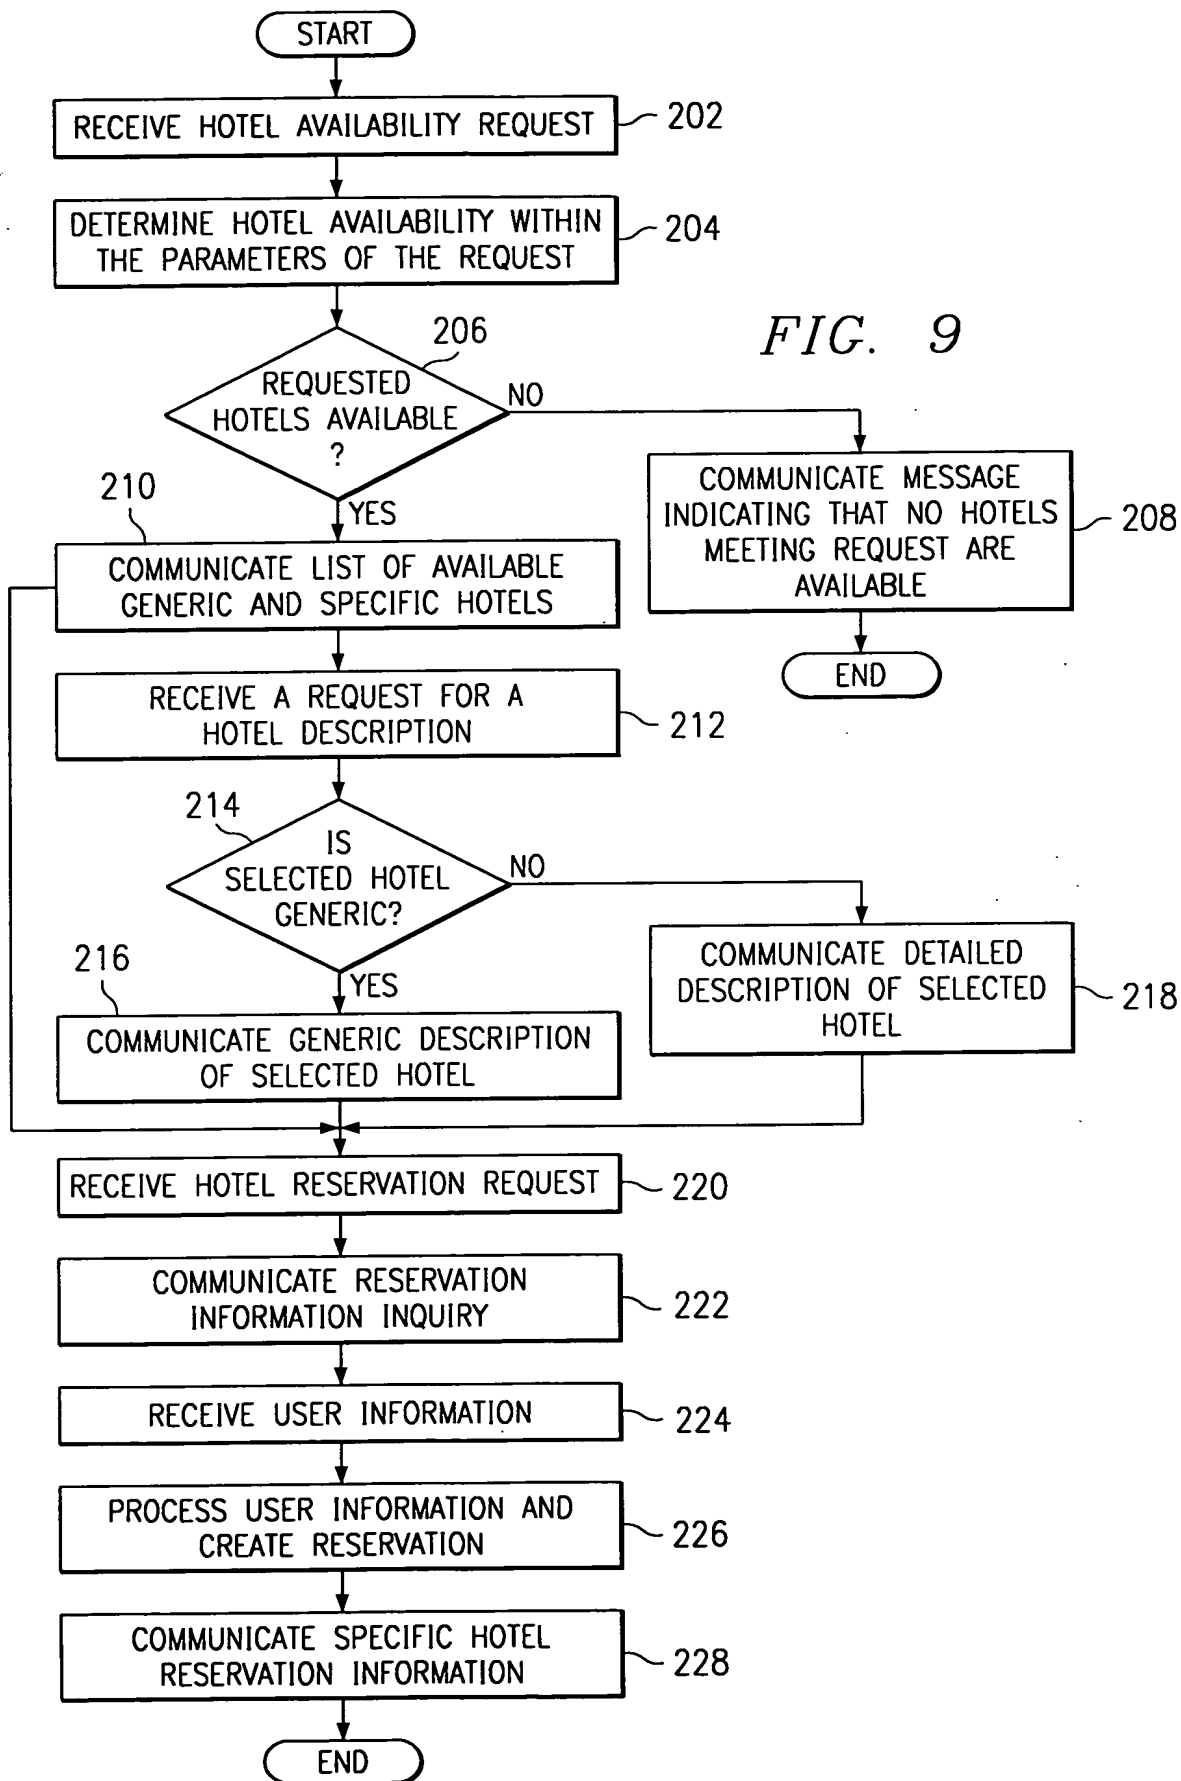 START
RECEIVE HOTEL AVAILABILITY REQUEST
202
DETERMINE HOTEL AVAILABILITY WITHIN
THE PARAMETERS OF THE REQUEST
204
FIG. 9
206
REQUESTED
HOTELS AVAILABLE
?
NO
YES
COMMUNICATE MESSAGE
INDICATING THAT NO HOTELS
MEETING REQUEST ARE
AVAILABLE
208
END
210
COMMUNICATE LIST OF AVAILABLE
GENERIC AND SPECIFIC HOTELS
RECEIVE A REQUEST FOR A
HOTEL DESCRIPTION
212
214
IS
SELECTED HOTEL
GENERIC?
NO
YES
216
COMMUNICATE GENERIC DESCRIPTION
OF SELECTED HOTEL
COMMUNICATE DETAILED
DESCRIPTION OF SELECTED
HOTEL
218
RECEIVE HOTEL RESERVATION REQUEST
220
COMMUNICATE RESERVATION
INFORMATION INQUIRY
222
RECEIVE USER INFORMATION
224
PROCESS USER INFORMATION AND
CREATE RESERVATION
226
COMMUNICATE SPECIFIC HOTEL
RESERVATION INFORMATION
228
END